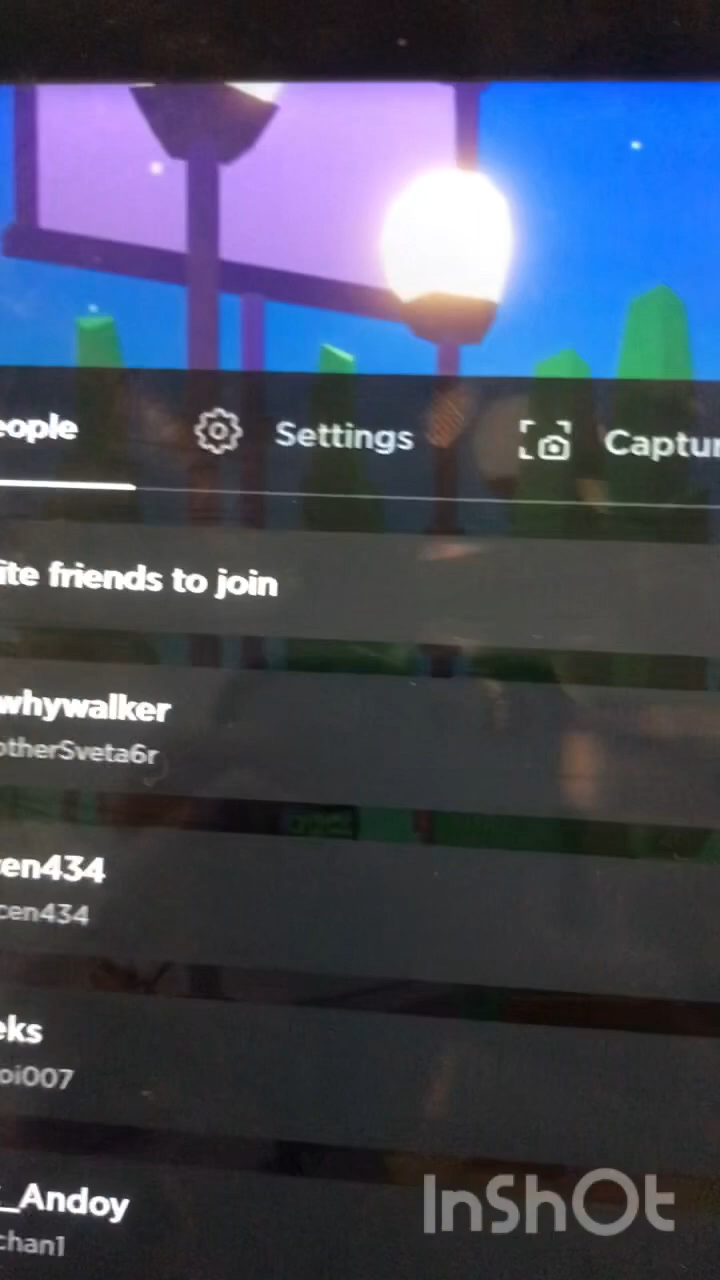 eople
Settings
Captur
ite friends to join
whywalker
otherSveta6r
cen434
cen434
eks
oi007
_Andoy
chan1
InShOt